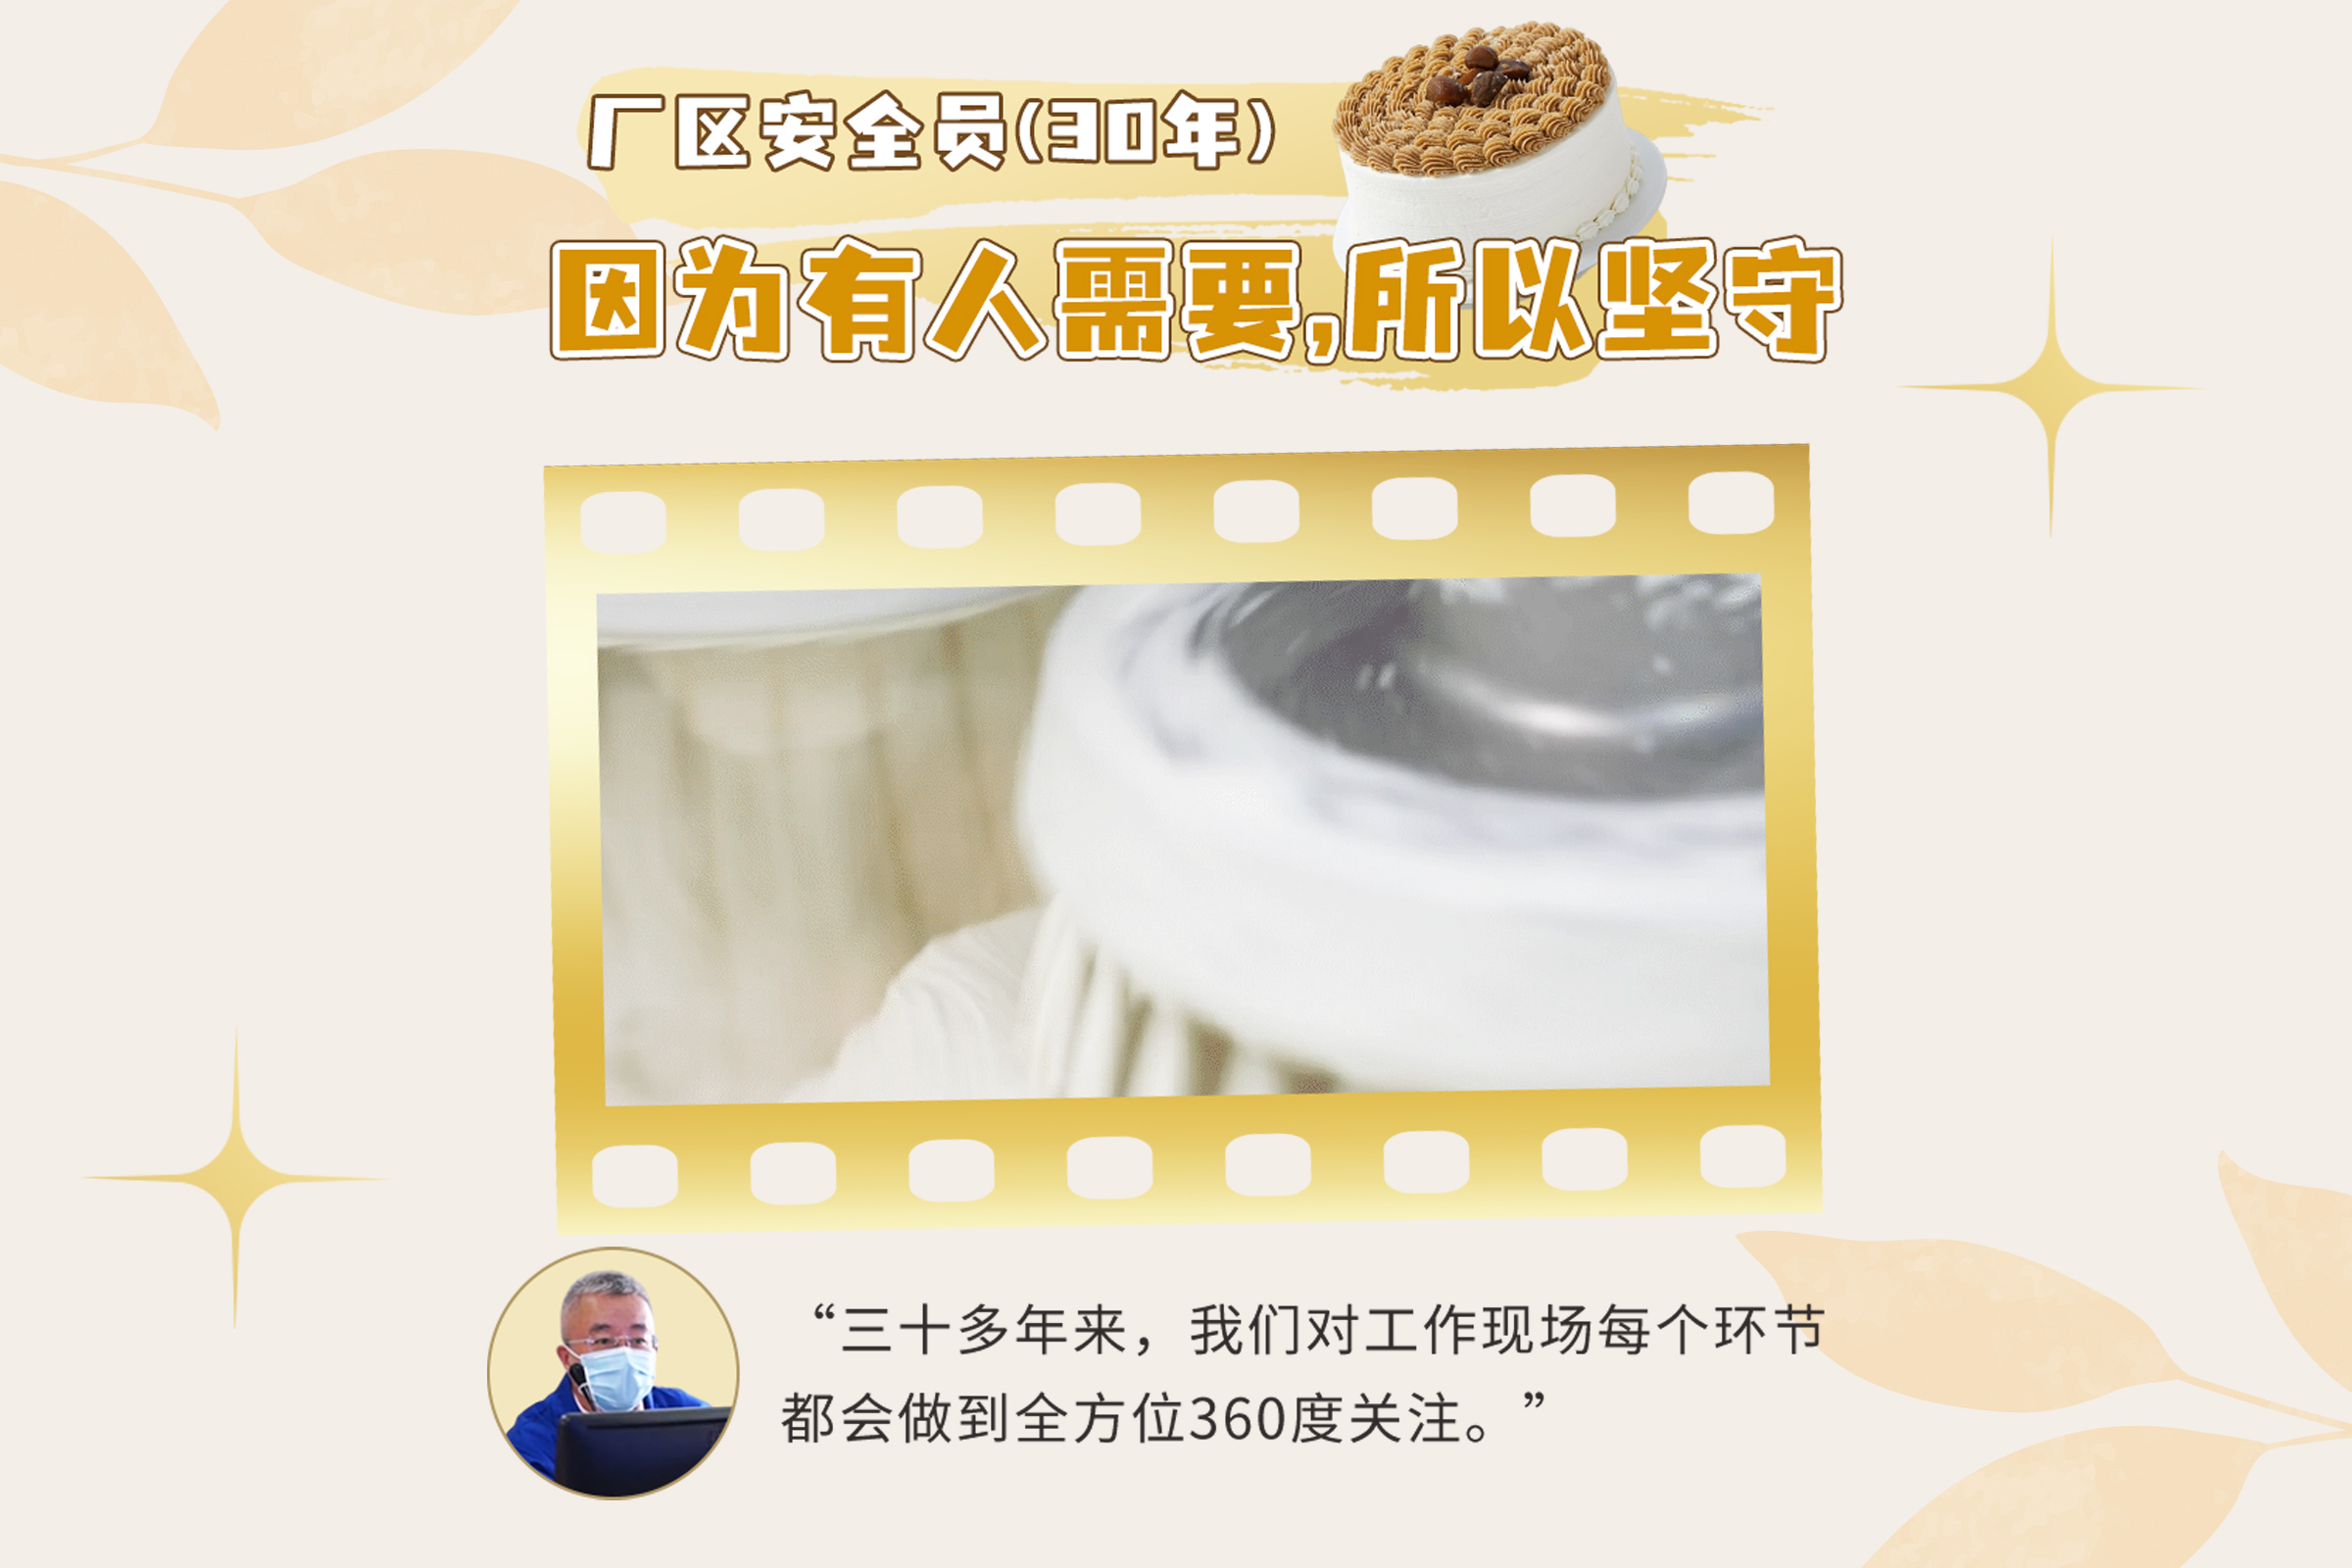 厂区安全员(30年)
因为有人需要,所以坚守
“三十多年来，我们对工作现场每个环节
都会做到全方位360度关注。”